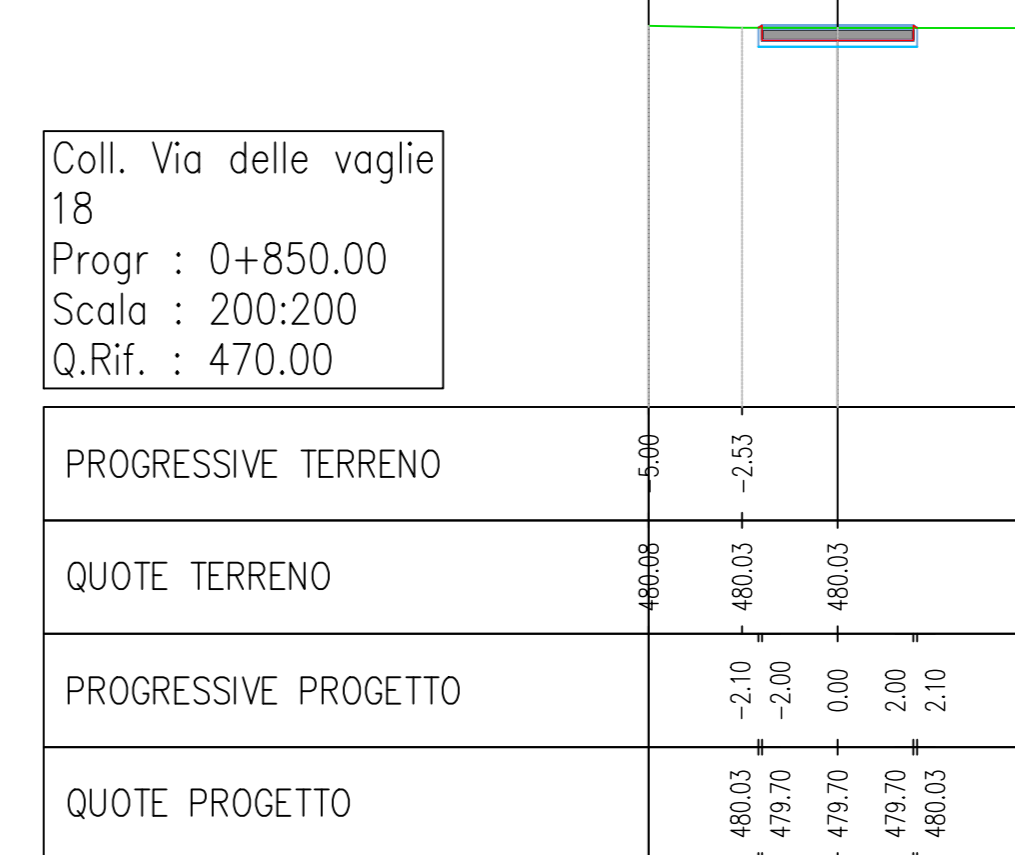 Coll. Via delle vaglie
18
Progr : 0+850.00
Scala : 200:200
Q.Rif. : 470.00
PROGRESSIVE TERRENO -5.00 -2.53
QUOTE TERRENO 480.08 480.03 480.03
PROGRESSIVE PROGETTO -2.10 -2.00 0.00 2.00 2.10
QUOTE PROGETTO 480.03 479.70 479.70 479.70 480.03